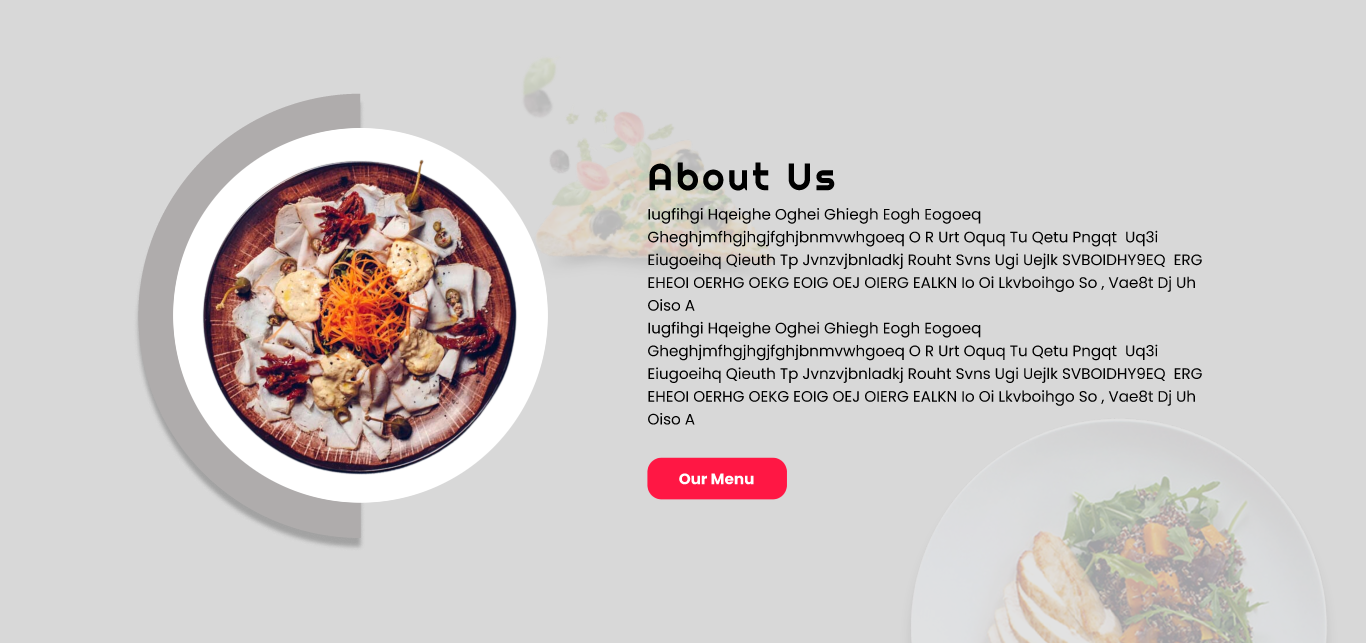 About Us
Iugfihgi Hqeighe Oghei Ghiegh Eogh Eogoeq
Gheghjmfhgjhgjfghjbnmvwhgoeq O R Urt Oquq Tu Qetu Pngqt  Uq3i
Eiugoeihq Qieuth Tp Jvnzvjbnladkj Rouht Svns Ugi Uejlk SVBOIDHY9EQ  ERG
EHEOI OERHG OEKG EOIG OEJ OIERG EALKN Io Oi Lkvboihgo So , Vae8t Dj Uh
Oiso A
Iugfihgi Hqeighe Oghei Ghiegh Eogh Eogoeq
Gheghjmfhgjhgjfghjbnmvwhgoeq O R Urt Oquq Tu Qetu Pngqt  Uq3i
Eiugoeihq Qieuth Tp Jvnzvjbnladkj Rouht Svns Ugi Uejlk SVBOIDHY9EQ  ERG
EHEOI OERHG OEKG EOIG OEJ OIERG EALKN Io Oi Lkvboihgo So , Vae8t Dj Uh
Oiso A
Our Menu